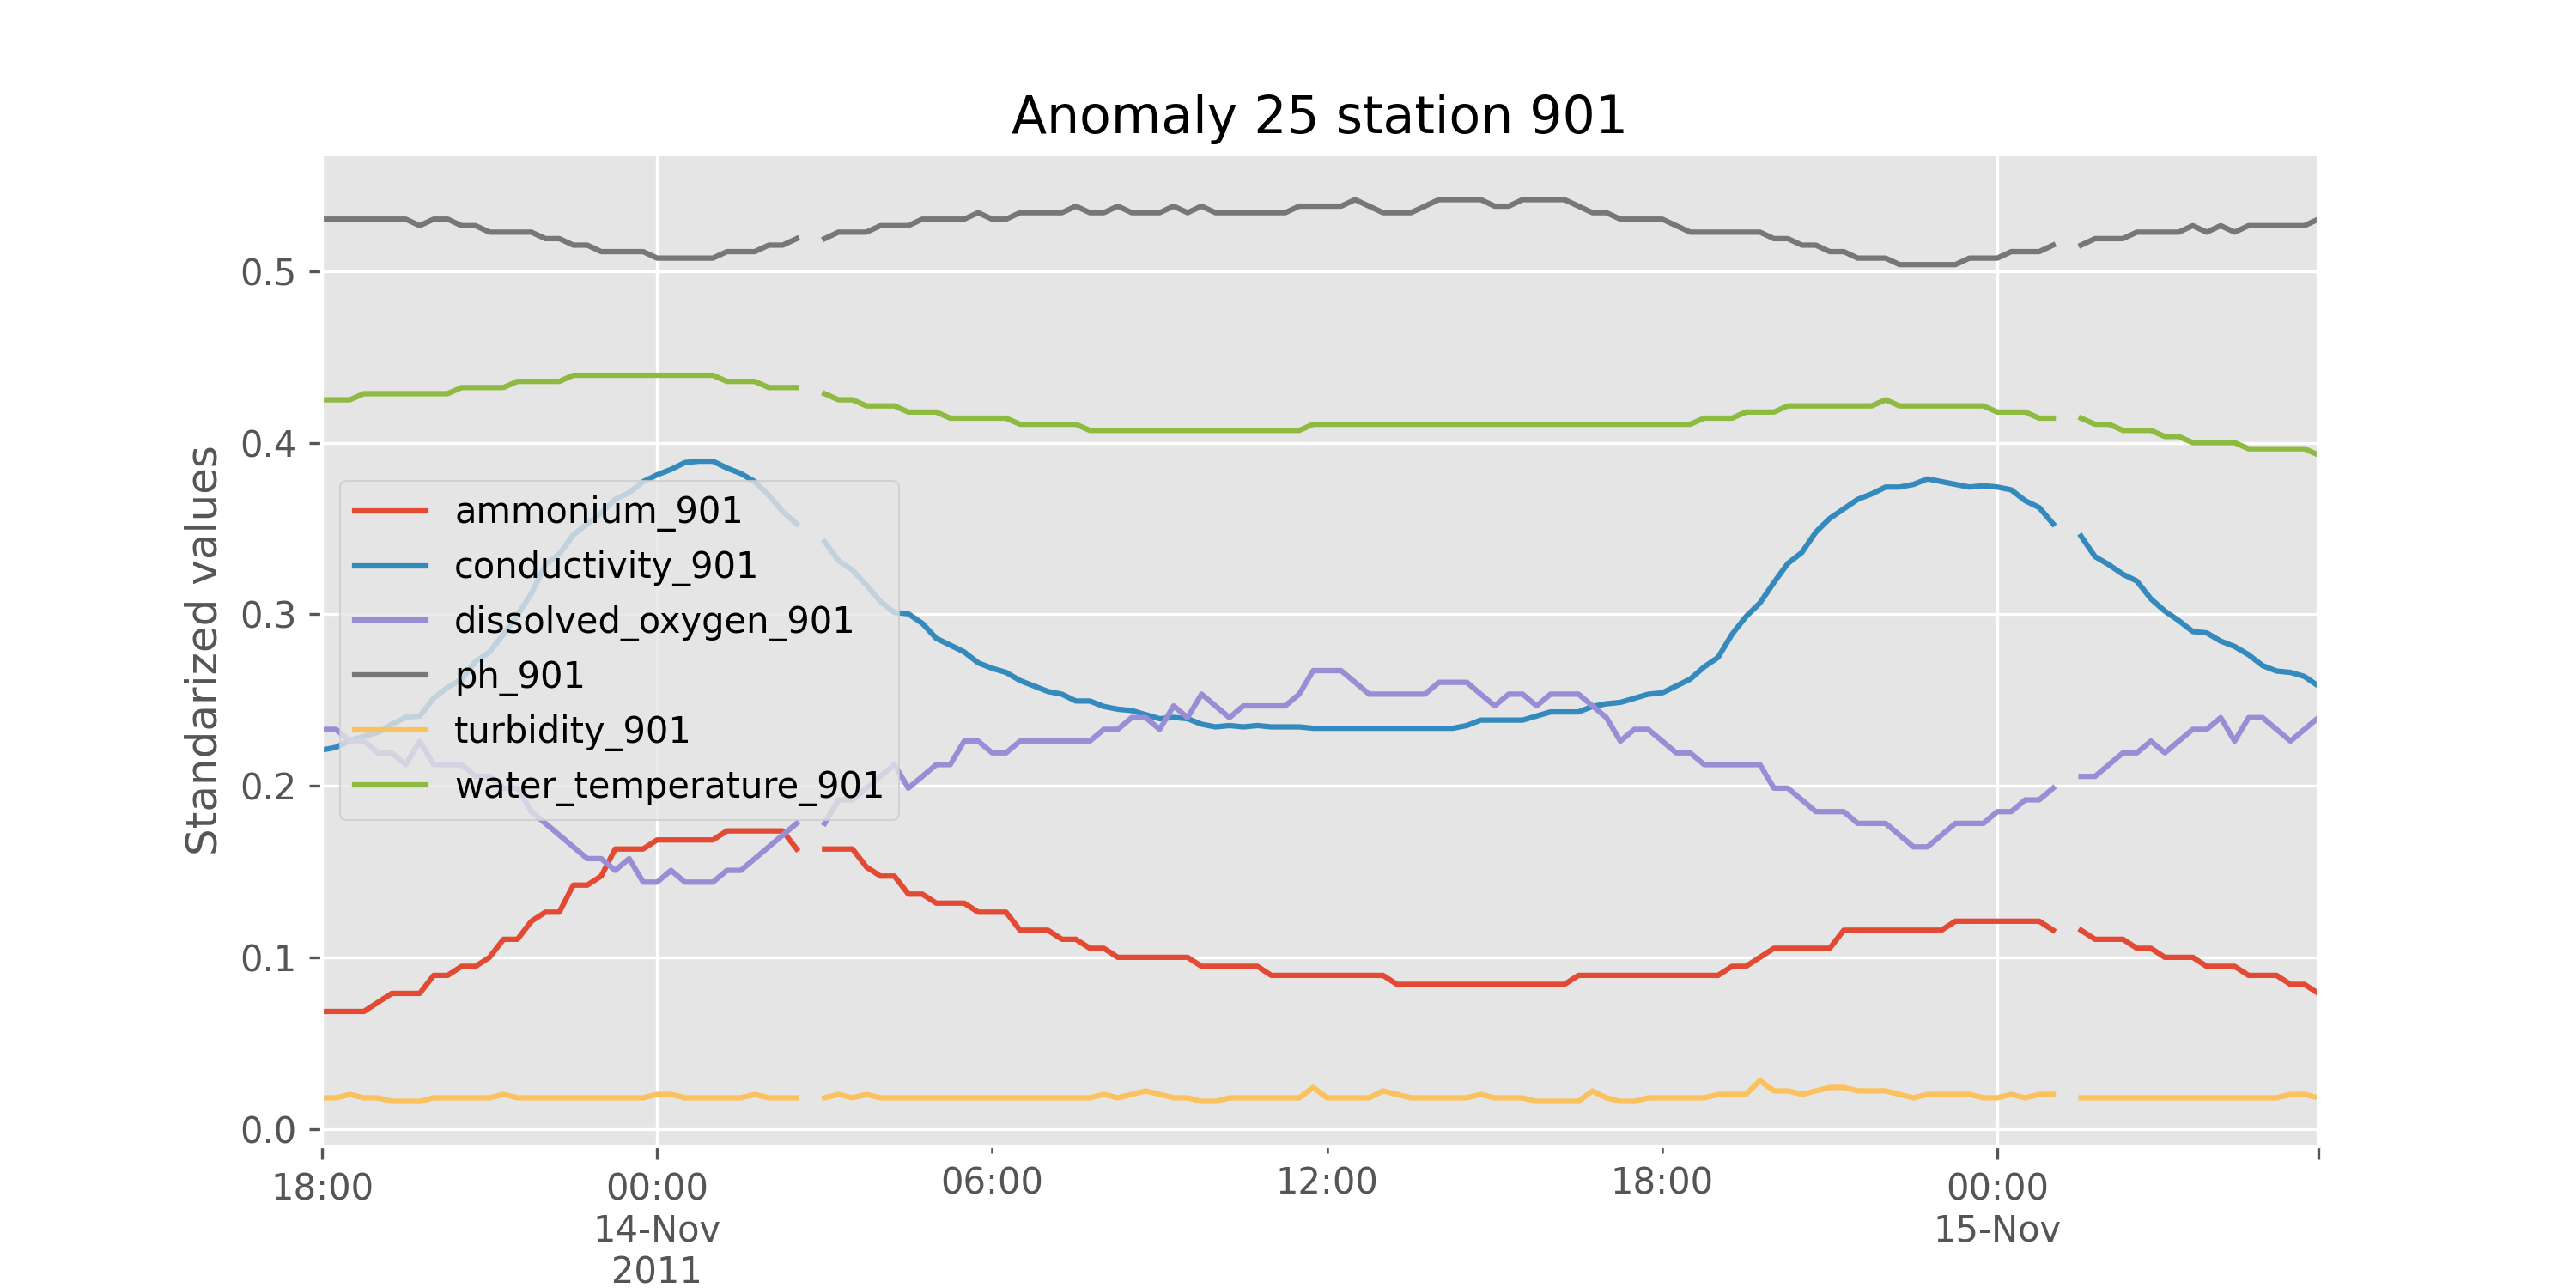 Anomaly 25 station 901
Standarized values
0.5
0.4
0.3
0.2
0.1
0.0
ammonium_901
conductivity_901
dissolved_oxygen_901
ph_901
turbidity_901
water_temperature_901
18:00 00:00 06:00 12:00 18:00 00:00
14-Nov 15-Nov
2011